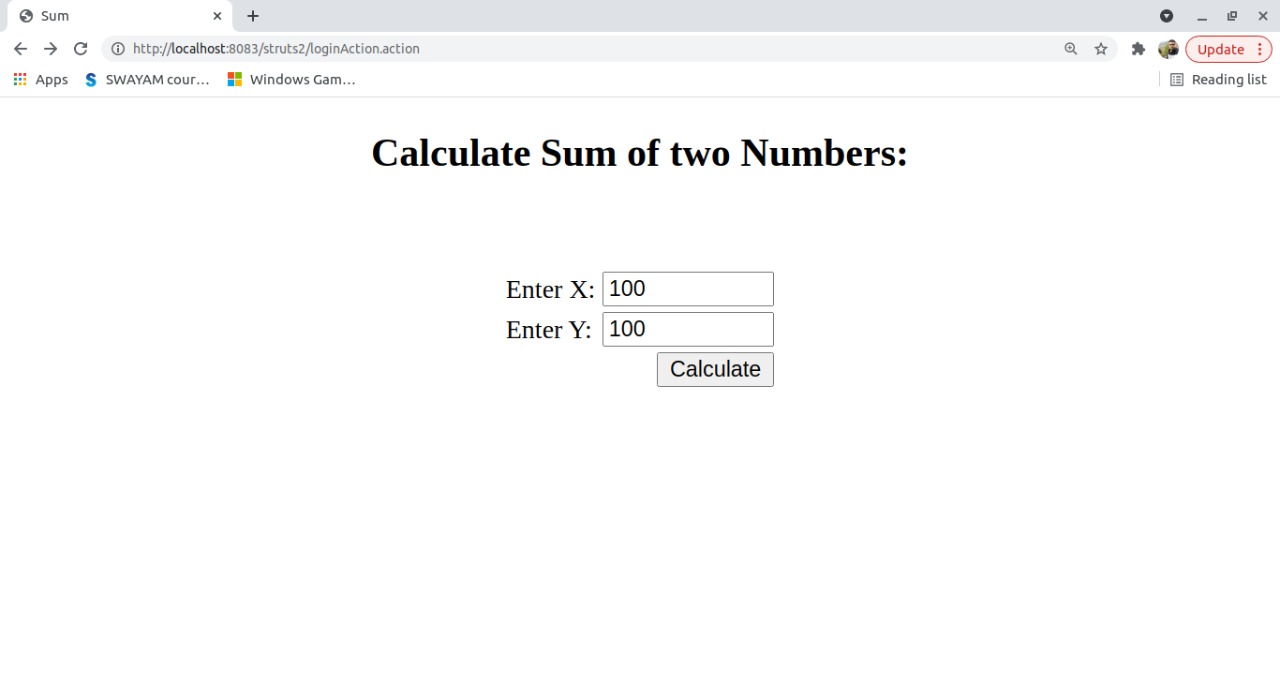 Sum
http://localhost:8083/struts2/loginAction.action
Update
Apps
SWAYAM cour...
Windows Gam...
Reading list
Calculate Sum of two Numbers:
Enter X: 100
Enter Y: 100
Calculate